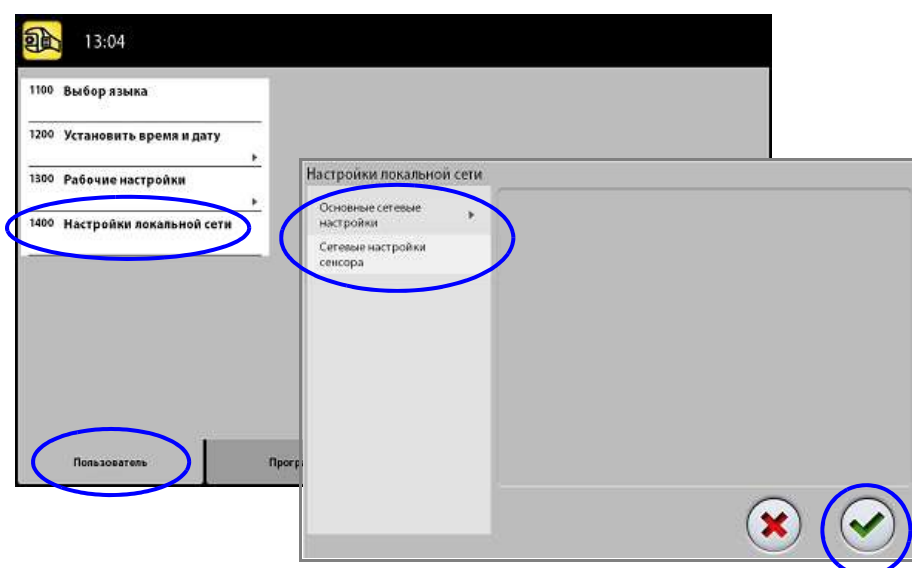 13:04
1100 Выбор языка
1200 Установить время и дату
1300 Рабочие настройки
1400 Настройки локальной сети
Пользователь
Настройки локальной сети
Основные сетевые
настройки
Сетевые настройки
сенсора